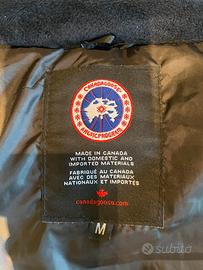 CANADA GOOSE
ARCTIC PROGRAM
MADE IN CANADA
WITH DOMESTIC AND
IMPORTED MATERIALS
FABRIQUÉ AU CANADA
AVEC DES MATERIAUX
NATIONAUX ET IMPORTÉS
canadagoose.com
M
subito